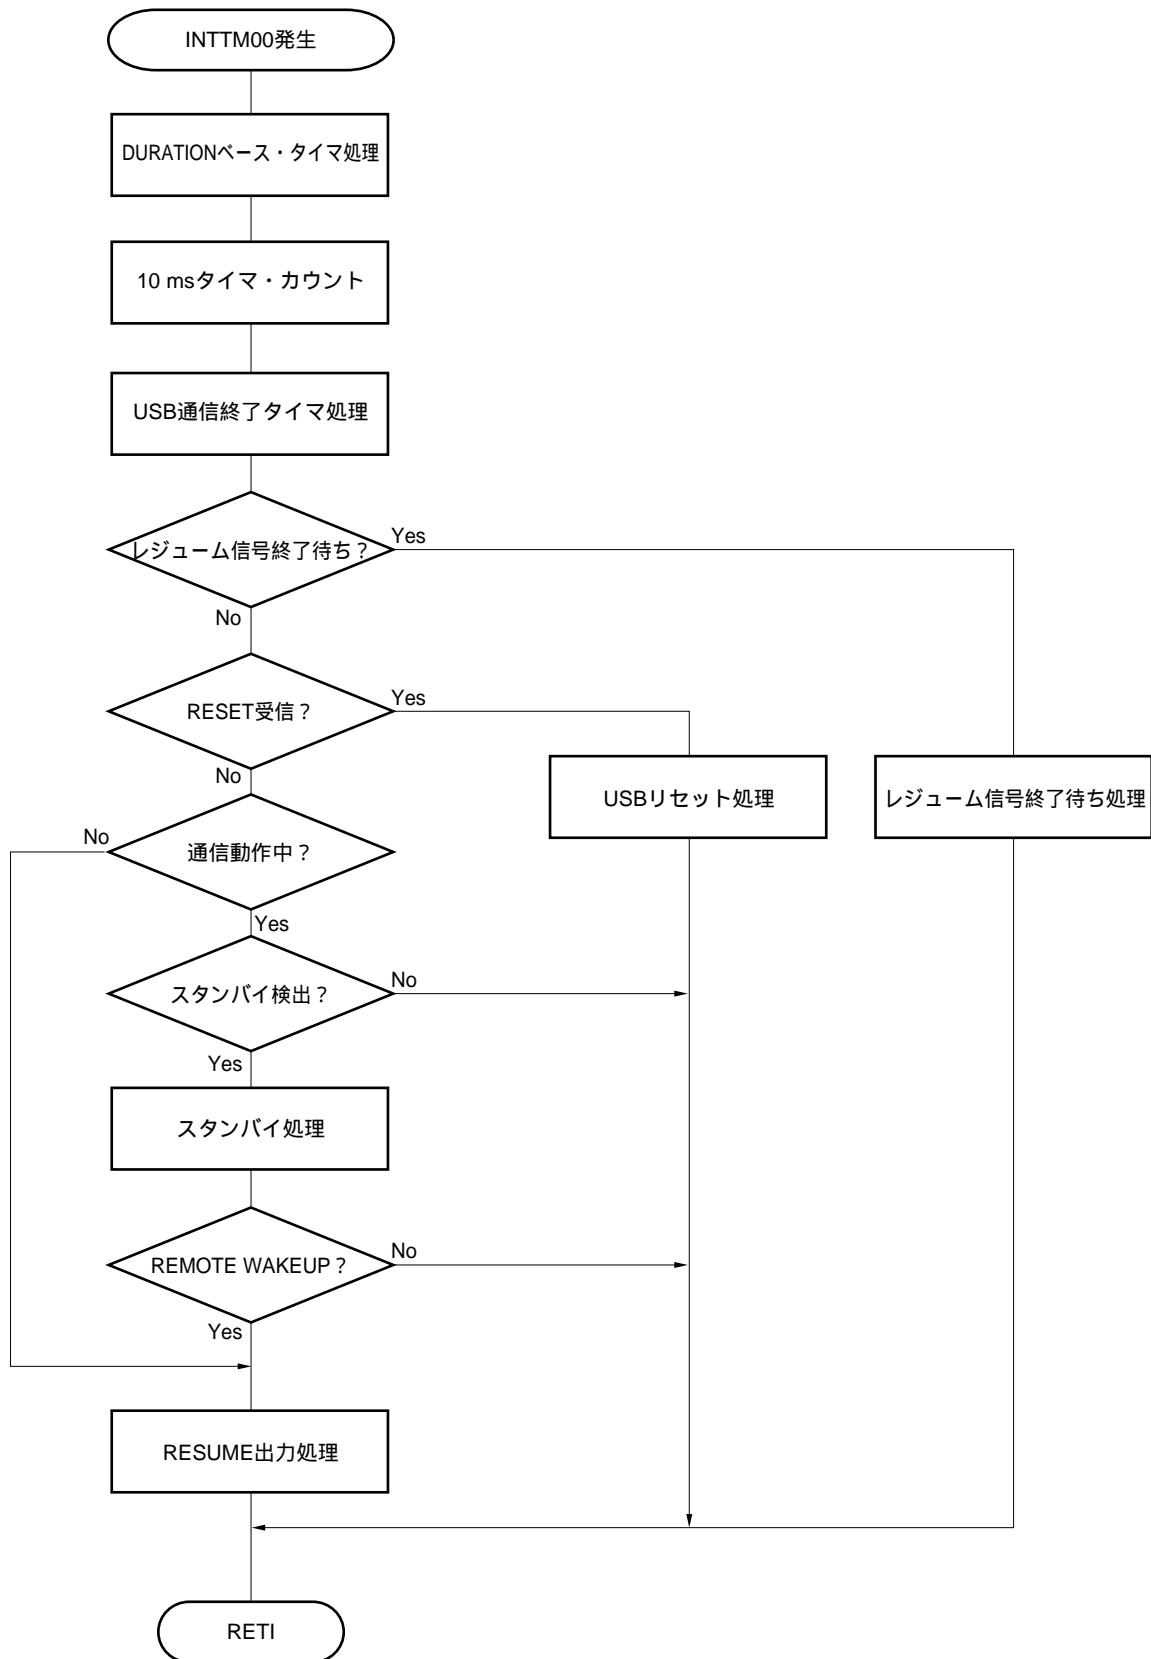 INTTM00発生
DURATIONベース・タイマ処理
10 msタイマ・カウント
USB通信終了タイマ処理
レジューム信号終了待ち?
Yes
No
RESET受信?
Yes
No
USBリセット処理
レジューム信号終了待ち処理
No
通信動作中?
Yes
スタンバイ検出?
No
Yes
スタンバイ処理
REMOTE WAKEUP?
No
Yes
RESUME出力処理
RETI